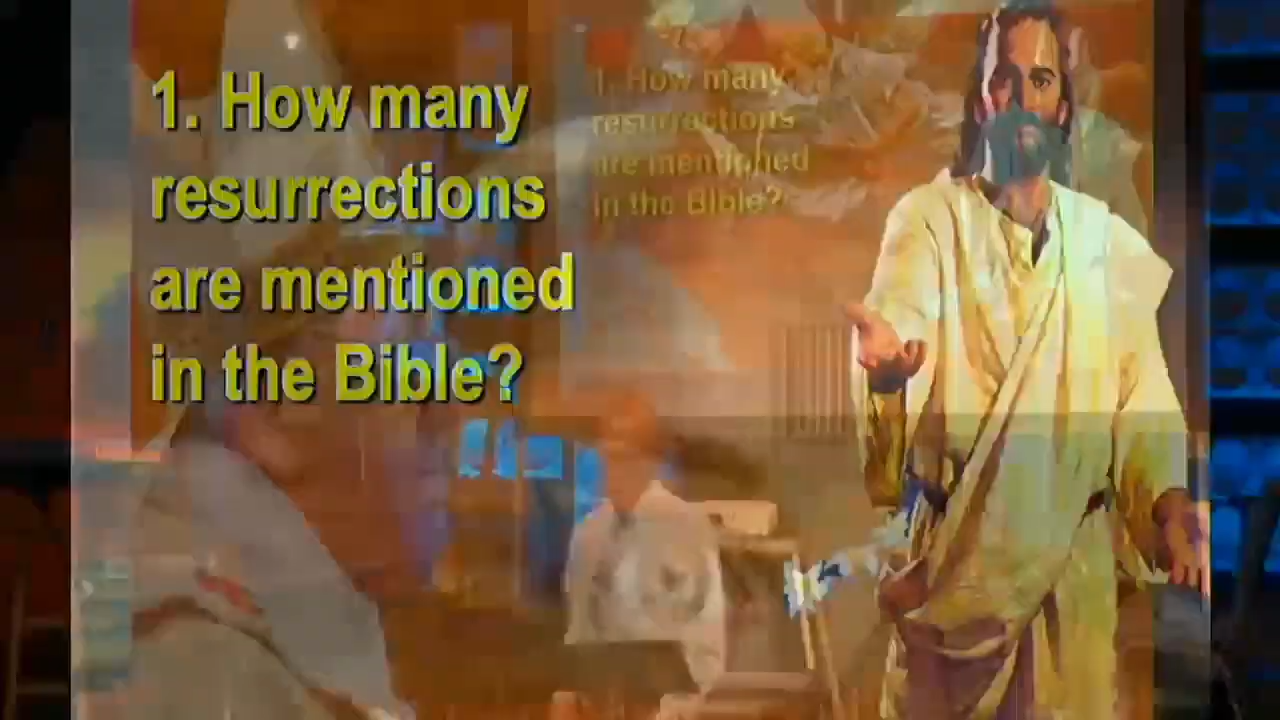 1. How many
resurrections
are mentioned
in the Bible?
1. How many
resurrections
are mentioned
in the Bible?